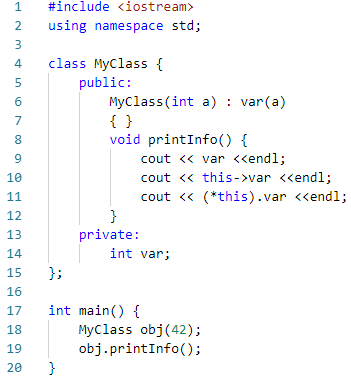 1 #include <iostream>
2 using namespace std;
3
4 class MyClass {
5     public:
6         MyClass(int a) : var(a)
7         { }
8         void printInfo() {
9             cout << var <<endl;
10             cout << this->var <<endl;
11             cout << (*this).var <<endl;
12         }
13     private:
14         int var;
15 };
16
17 int main() {
18     MyClass obj(42);
19     obj.printInfo();
20 }